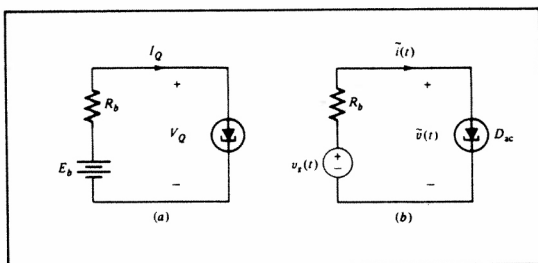 I_Q
+
R_b
V_Q
E_b
−
(a)
ĩ(t)
+
R_b
ṽ(t)
D_ac
v_s(t)
+
−
−
(b)